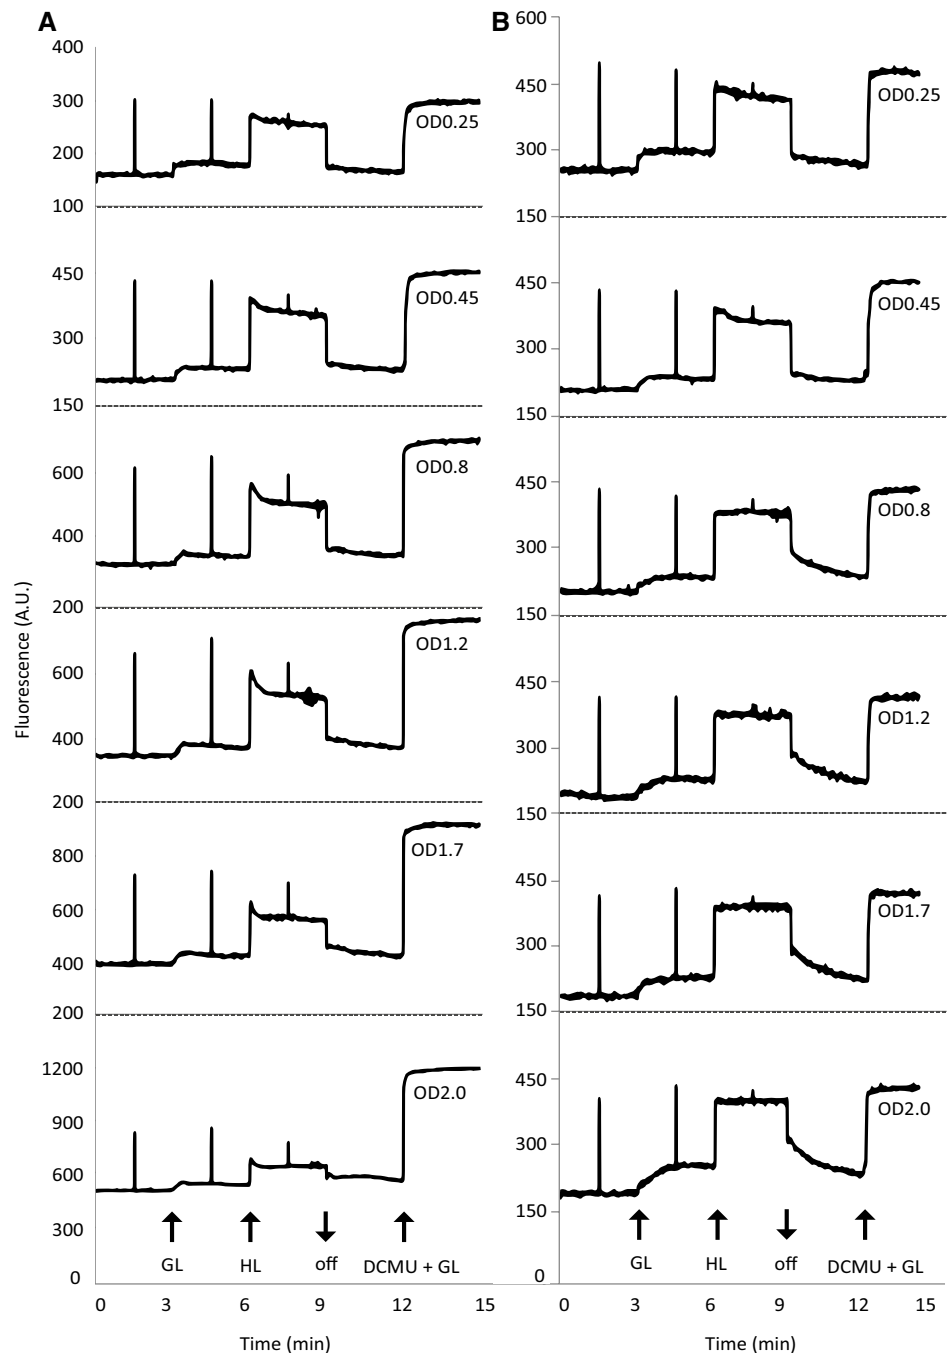 A
B
Fluorescence (A.U.)
400
300
200
100
OD0.25
450
300
150
OD0.45
600
400
200
OD0.8
600
400
200
OD1.2
800
600
400
200
OD1.7
1200
900
600
300
0
OD2.0
GL HL off DCMU + GL
0 3 6 9 12 15
Time (min)
600
450
300
150
OD0.25
450
300
150
OD0.45
450
300
150
OD0.8
450
300
150
OD1.2
450
300
150
OD1.7
450
300
150
0
OD2.0
GL HL off DCMU + GL
0 3 6 9 12 15
Time (min)